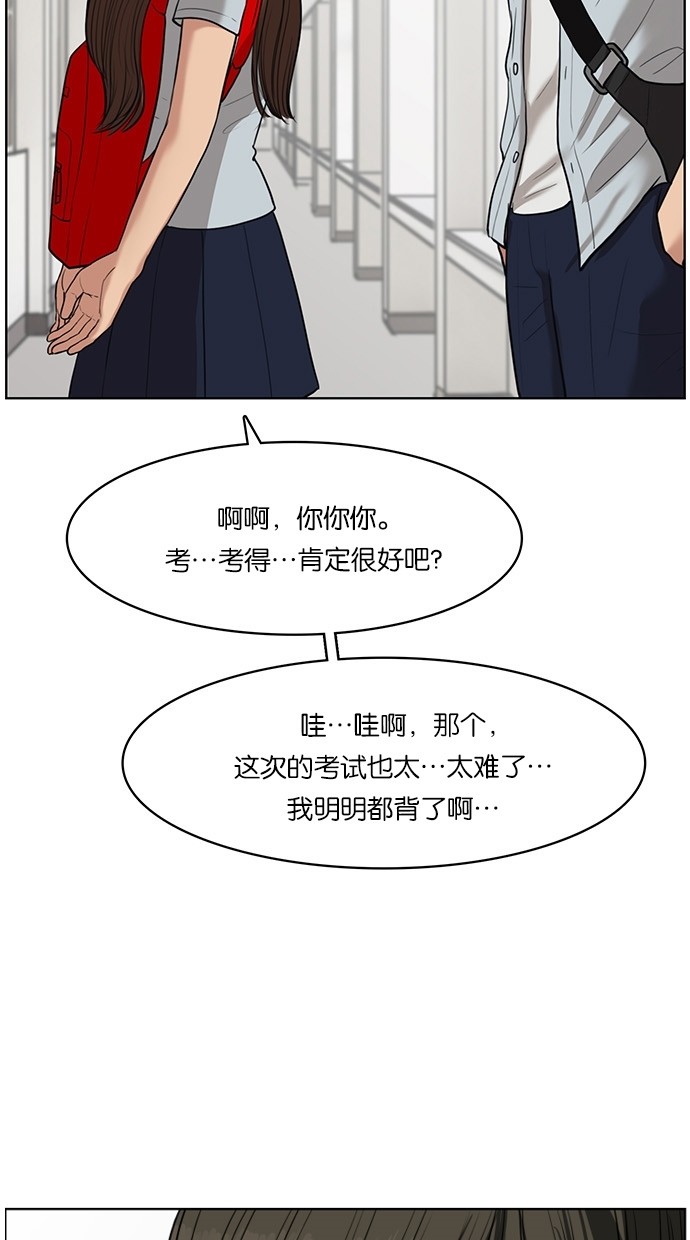 啊啊，你你你。
考…考得…肯定很好吧？
哇…哇啊，那个，
这次的考试也太…太难了…
我明明都背了啊…